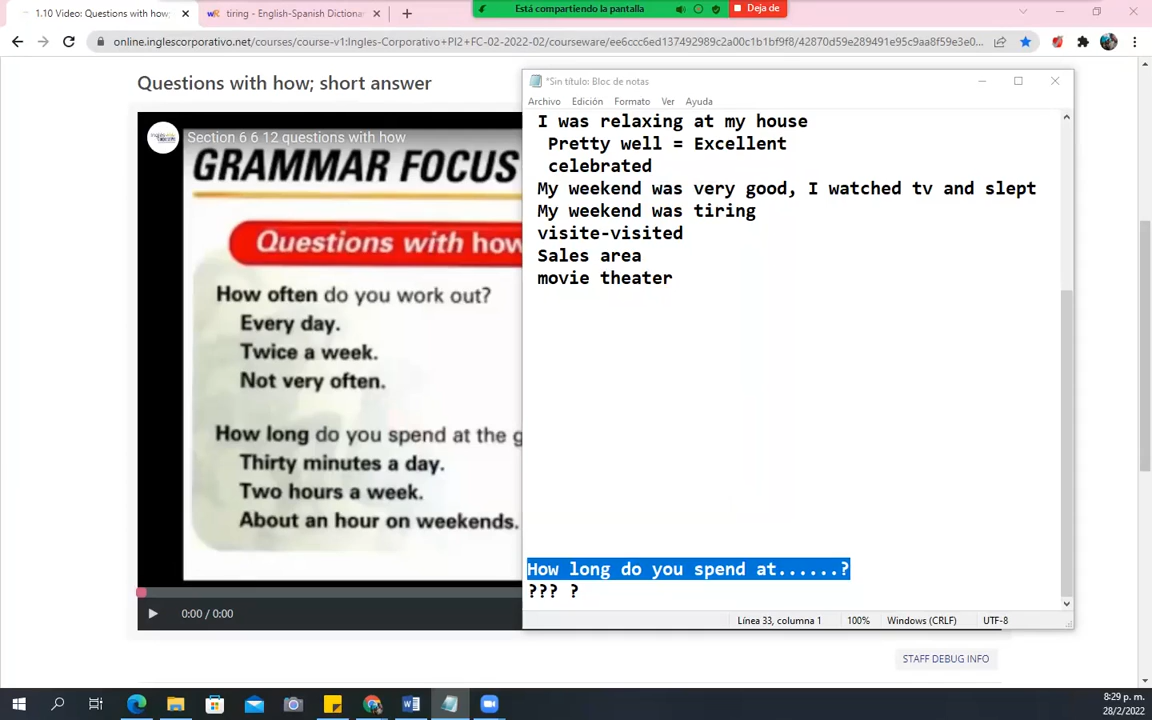 1.10 Video: Questions with how;
tiring - English-Spanish Dictiona
Está compartiendo la pantalla
Deja de
online.inglescorporativo.net/courses/course-v1:Ingles-Corporativo+PI2+FC-02-2022-02/courseware/ee6ccc6ed137492989c2a00c1b1bf9f8/42870d59e289491e95c9aa8f59e3e0...
Questions with how; short answer
Section 6 6 12 questions with how
GRAMMAR FOCUS
Questions with how
How often do you work out?
Every day.
Twice a week.
Not very often.
How long do you spend at the g
Thirty minutes a day.
Two hours a week.
About an hour on weekends.
0:00 / 0:00
*Sin título: Bloc de notas
Archivo Edición Formato Ver Ayuda
I was relaxing at my house
Pretty well = Excellent
celebrated
My weekend was very good, I watched tv and slept
My weekend was tiring
visite-visited
Sales area
movie theater
How long do you spend at......?
??? ?
Línea 33, columna 1 100% Windows (CRLF) UTF-8
STAFF DEBUG INFO
8:29 p. m.
28/2/2022